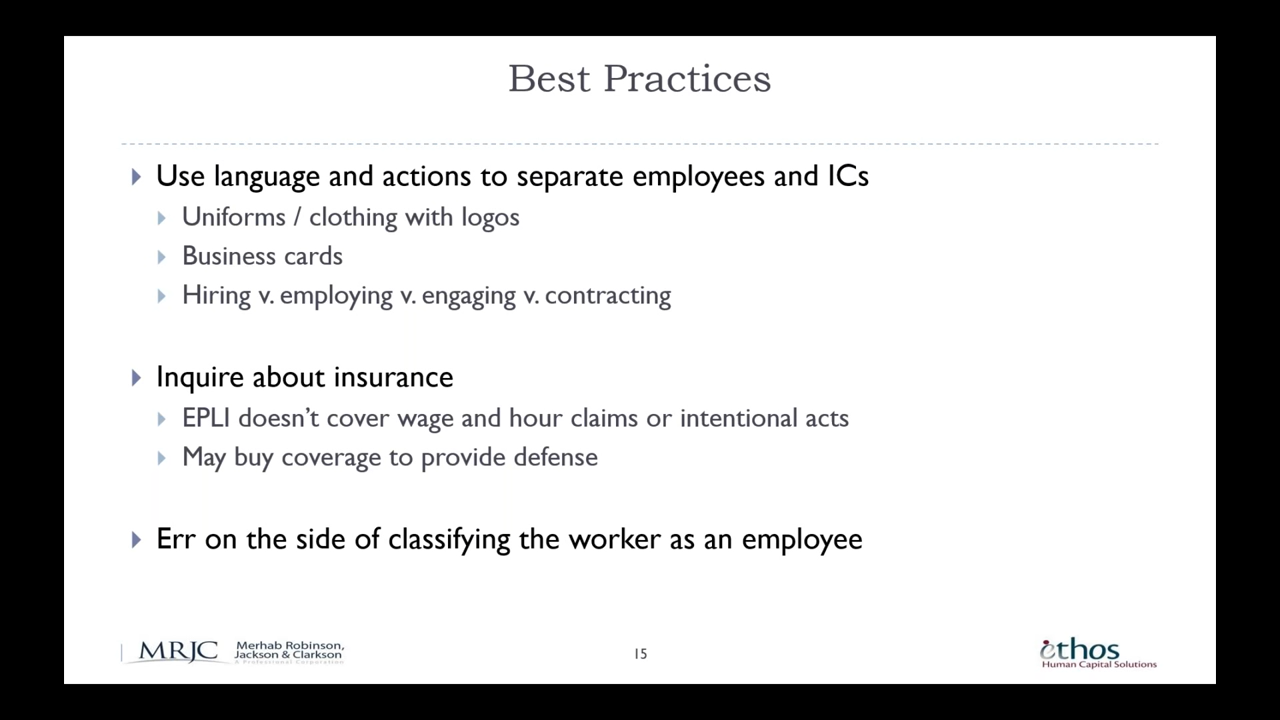 Best Practices
Use language and actions to separate employees and ICs
Uniforms / clothing with logos
Business cards
Hiring v. employing v. engaging v. contracting
Inquire about insurance
EPLI doesn't cover wage and hour claims or intentional acts
May buy coverage to provide defense
Err on the side of classifying the worker as an employee
MRJC
Merhab Robinson,
Jackson & Clarkson
A Professional Corporation
15
ethos
Human Capital Solutions